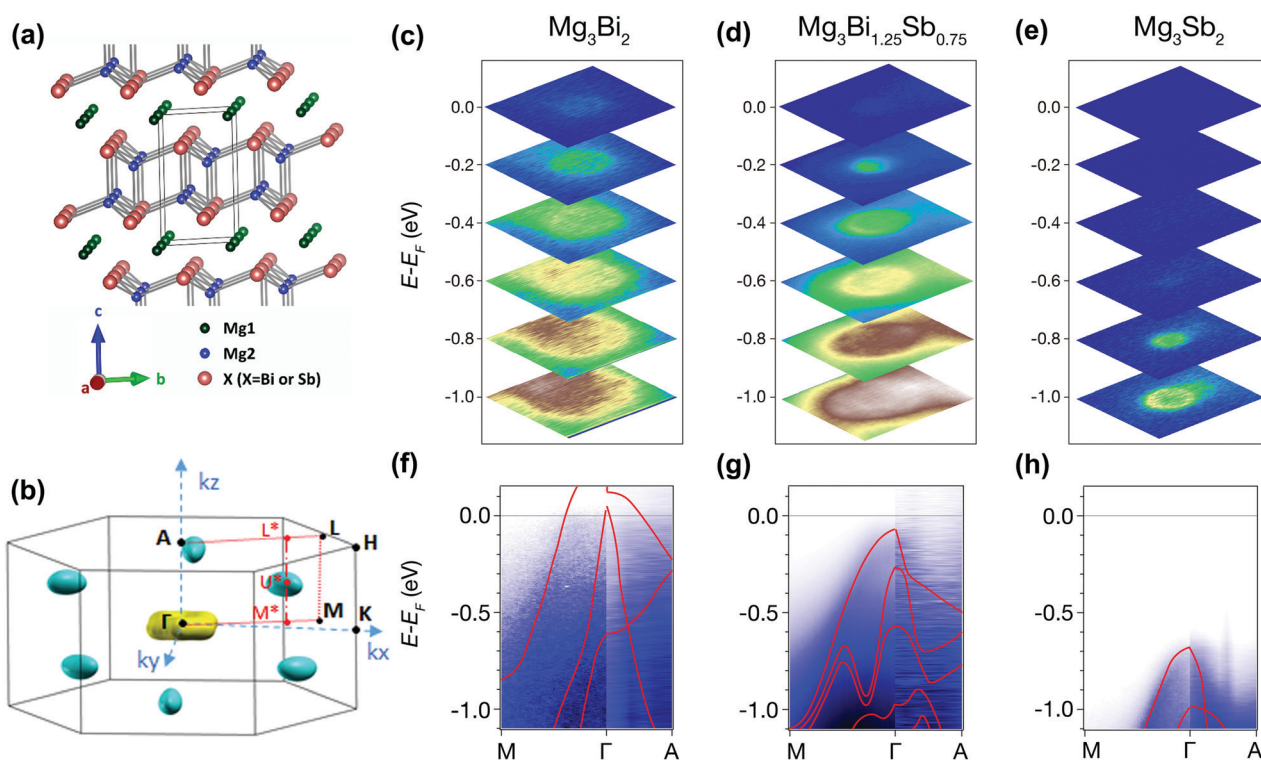 (a)
c
b
a
Mg1
Mg2
X (X=Bi or Sb)
(b)
kz
A
L*
L
H
U*
Γ
M*
M
K
ky
kx
(c)
Mg₃Bi₂
E-E_F (eV)
0.0
-0.2
-0.4
-0.6
-0.8
-1.0
(d)
Mg₃Bi₁.₂₅Sb₀.₇₅
0.0
-0.2
-0.4
-0.6
-0.8
-1.0
(e)
Mg₃Sb₂
0.0
-0.2
-0.4
-0.6
-0.8
-1.0
(f)
E-E_F (eV)
0.0
-0.5
-1.0
M Γ A
(g)
0.0
-0.5
-1.0
M Γ A
(h)
0.0
-0.5
-1.0
M Γ A